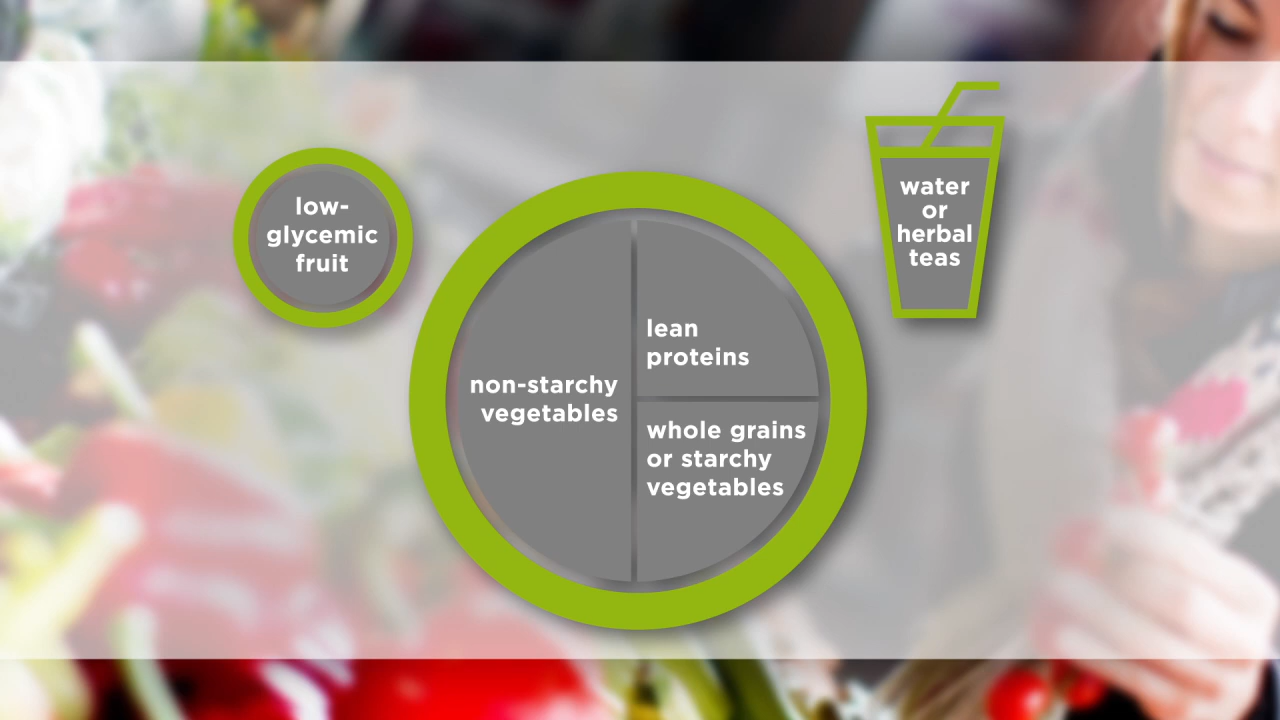 low-
glycemic
fruit
non-starchy
vegetables
lean
proteins
whole grains
or starchy
vegetables
water
or
herbal
teas